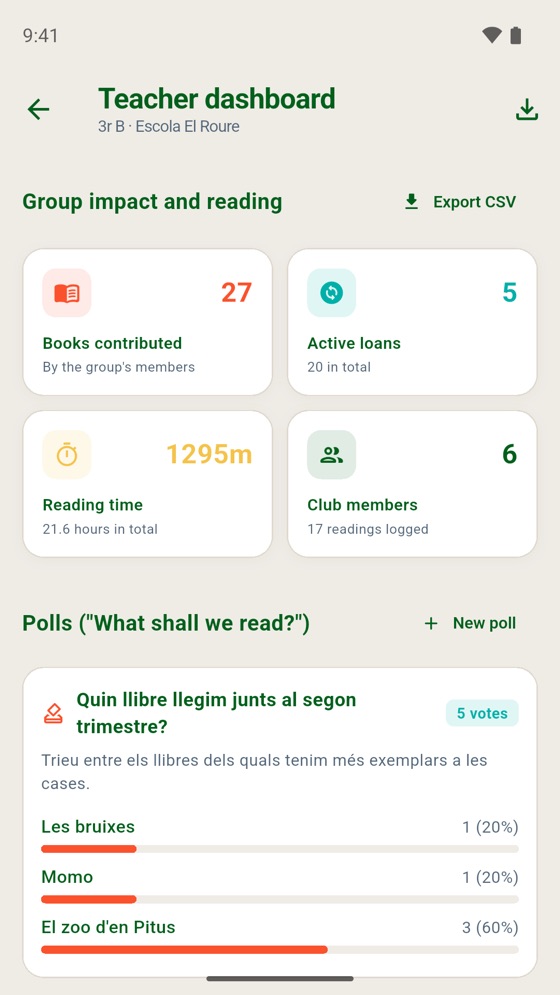 9:41
Teacher dashboard
3r B · Escola El Roure
Group impact and reading
Export CSV
27
Books contributed
By the group's members
5
Active loans
20 in total
1295m
Reading time
21.6 hours in total
6
Club members
17 readings logged
Polls ("What shall we read?")
New poll
Quin llibre llegim junts al segon
trimestre?
5 votes
Trieu entre els llibres dels quals tenim més exemplars a les
cases.
Les bruixes 1 (20%)
Momo 1 (20%)
El zoo d'en Pitus 3 (60%)